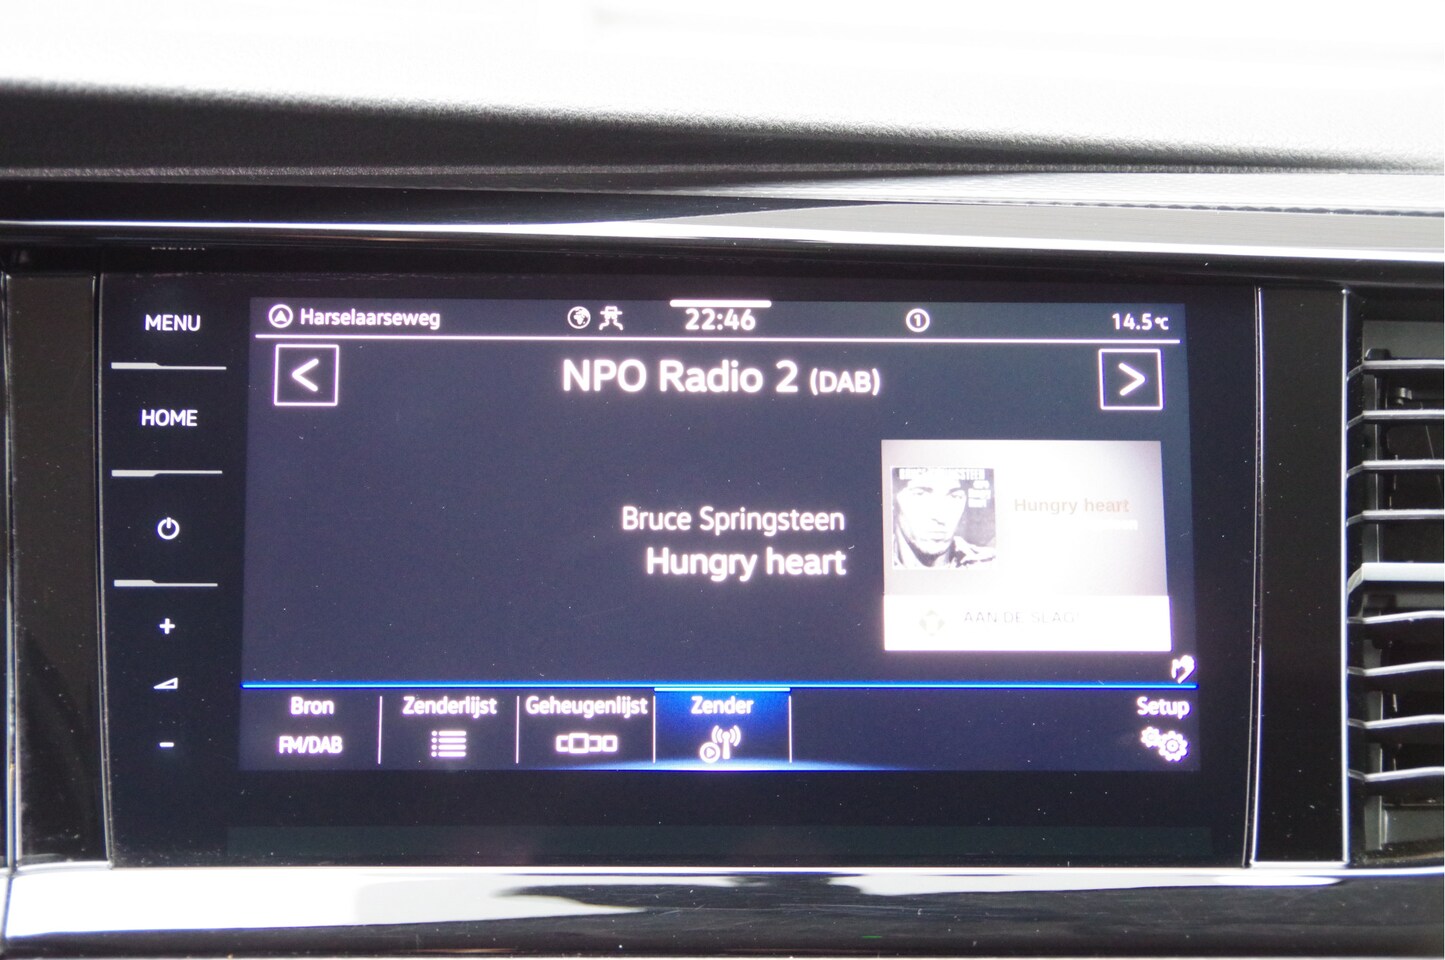 MENU
HOME
+
-
Harselaarseweg
22:46
1
14.5°C
<
NPO Radio 2 (DAB)
>
Bruce Springsteen
Hungry heart
Hungry heart
AAN DE SLAG
Bron
FM/DAB
Zenderlijst
Geheugenlijst
Zender
Setup